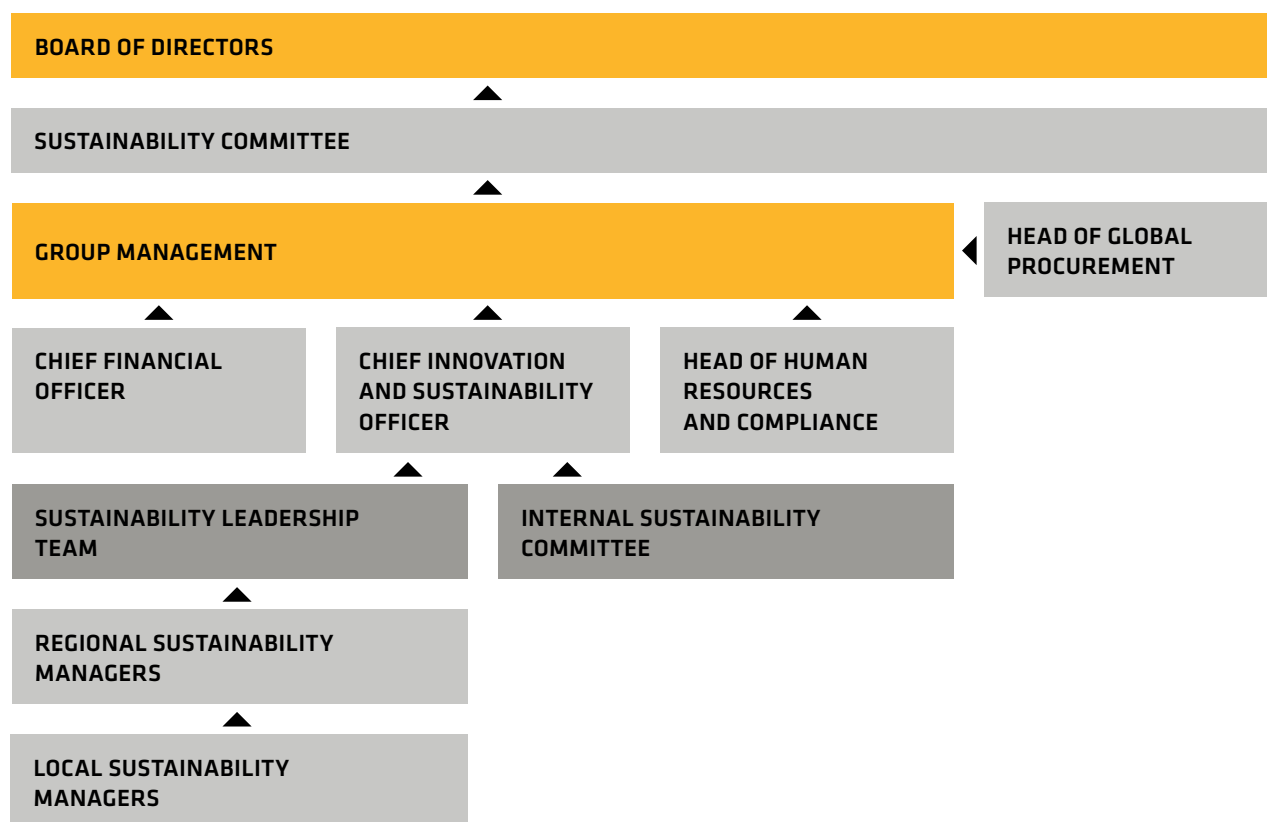 BOARD OF DIRECTORS
SUSTAINABILITY COMMITTEE
GROUP MANAGEMENT
HEAD OF GLOBAL
PROCUREMENT
CHIEF FINANCIAL
OFFICER
CHIEF INNOVATION
AND SUSTAINABILITY
OFFICER
HEAD OF HUMAN
RESOURCES
AND COMPLIANCE
SUSTAINABILITY LEADERSHIP
TEAM
INTERNAL SUSTAINABILITY
COMMITTEE
REGIONAL SUSTAINABILITY
MANAGERS
LOCAL SUSTAINABILITY
MANAGERS